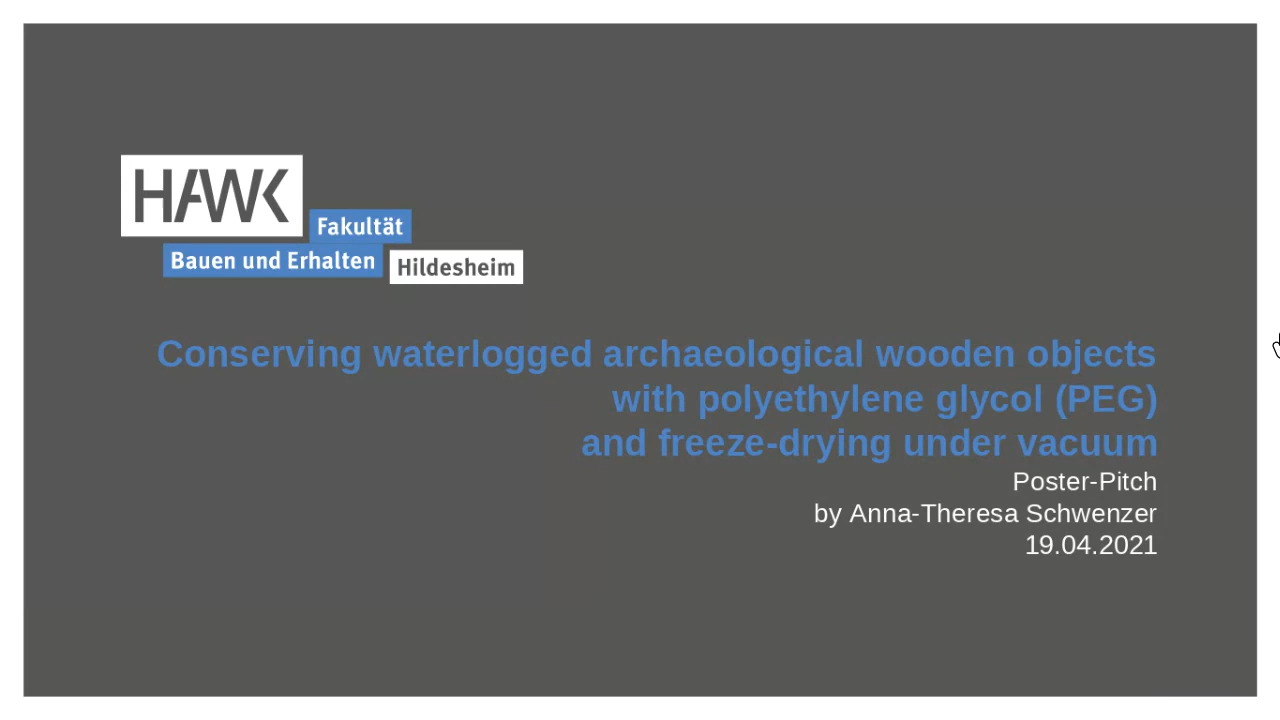 HAWK
Fakultät
Bauen und Erhalten
Hildesheim
Conserving waterlogged archaeological wooden objects
with polyethylene glycol (PEG)
and freeze-drying under vacuum
Poster-Pitch
by Anna-Theresa Schwenzer
19.04.2021